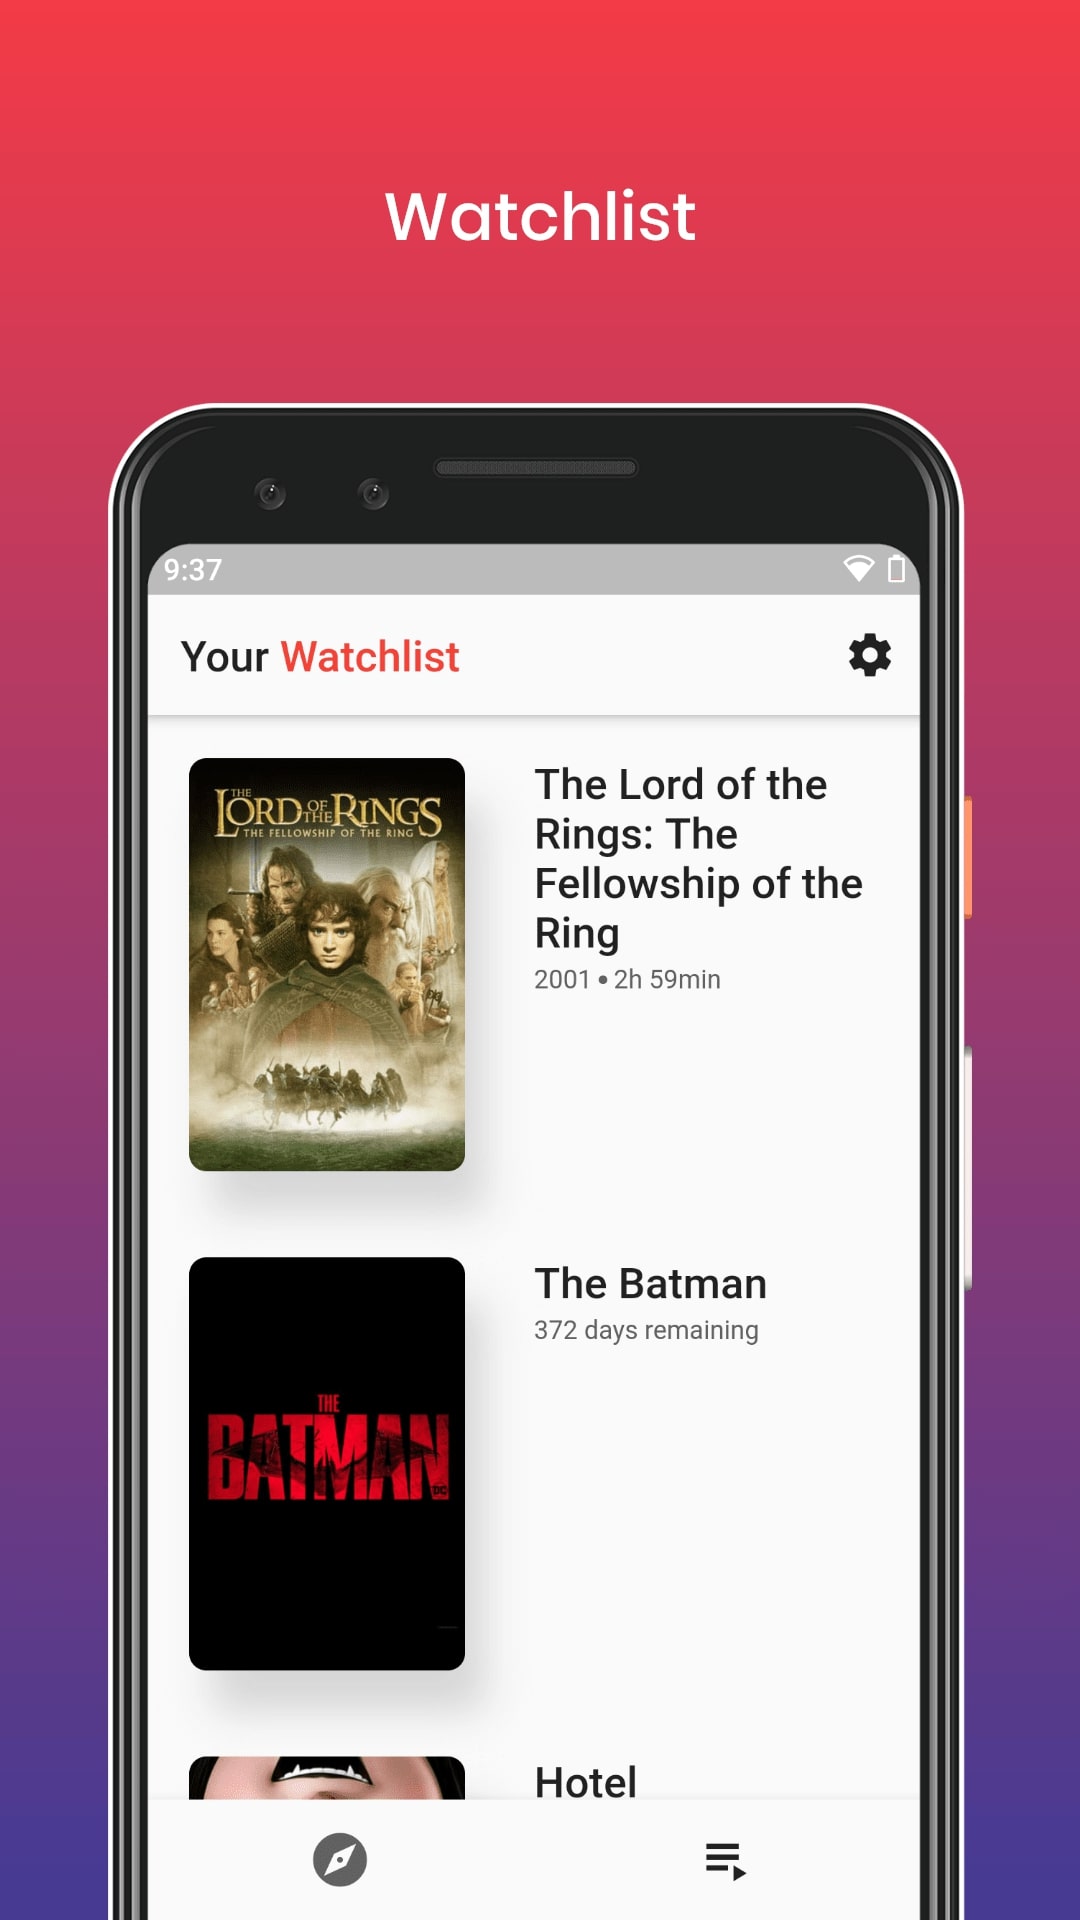 Watchlist
9:37
Your Watchlist
THE
LORD OF THE RINGS
THE FELLOWSHIP OF THE RING
The Lord of the
Rings: The
Fellowship of the
Ring
2001 • 2h 59min
THE
BATMAN
DC
The Batman
372 days remaining
Hotel